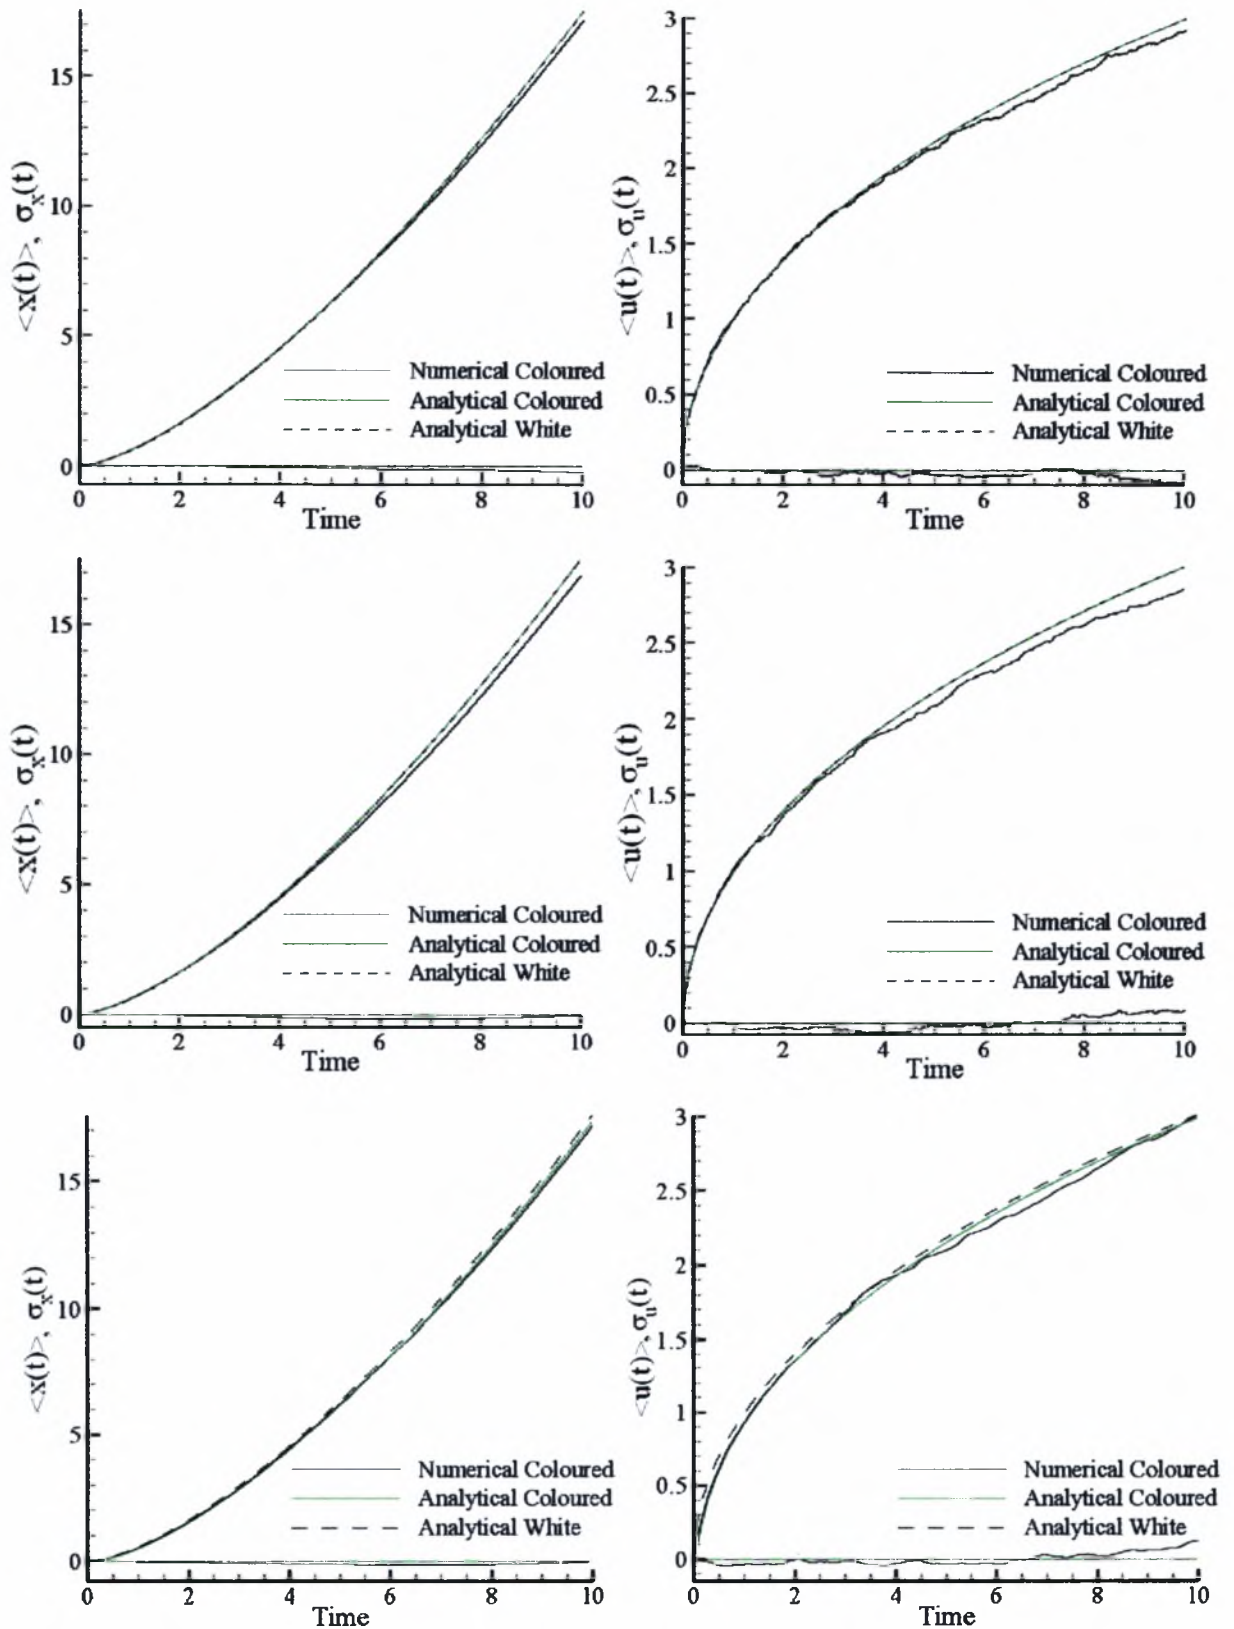 15
10
5
0
<x(t)>, σx(t)
Numerical Coloured
Analytical Coloured
Analytical White
0 2 4 6 8 10
Time
3
2.5
2
1.5
1
0.5
0
<u(t)>, σu(t)
Numerical Coloured
Analytical Coloured
Analytical White
0 2 4 6 8 10
Time
15
10
5
0
<x(t)>, σx(t)
Numerical Coloured
Analytical Coloured
Analytical White
0 2 4 6 8 10
Time
3
2.5
2
1.5
1
0.5
0
<u(t)>, σu(t)
Numerical Coloured
Analytical Coloured
Analytical White
0 2 4 6 8 10
Time
15
10
5
0
<x(t)>, σx(t)
Numerical Coloured
Analytical Coloured
Analytical White
0 2 4 6 8 10
Time
3
2.5
2
1.5
1
0.5
0
<u(t)>, σu(t)
Numerical Coloured
Analytical Coloured
Analytical White
0 2 4 6 8 10
Time